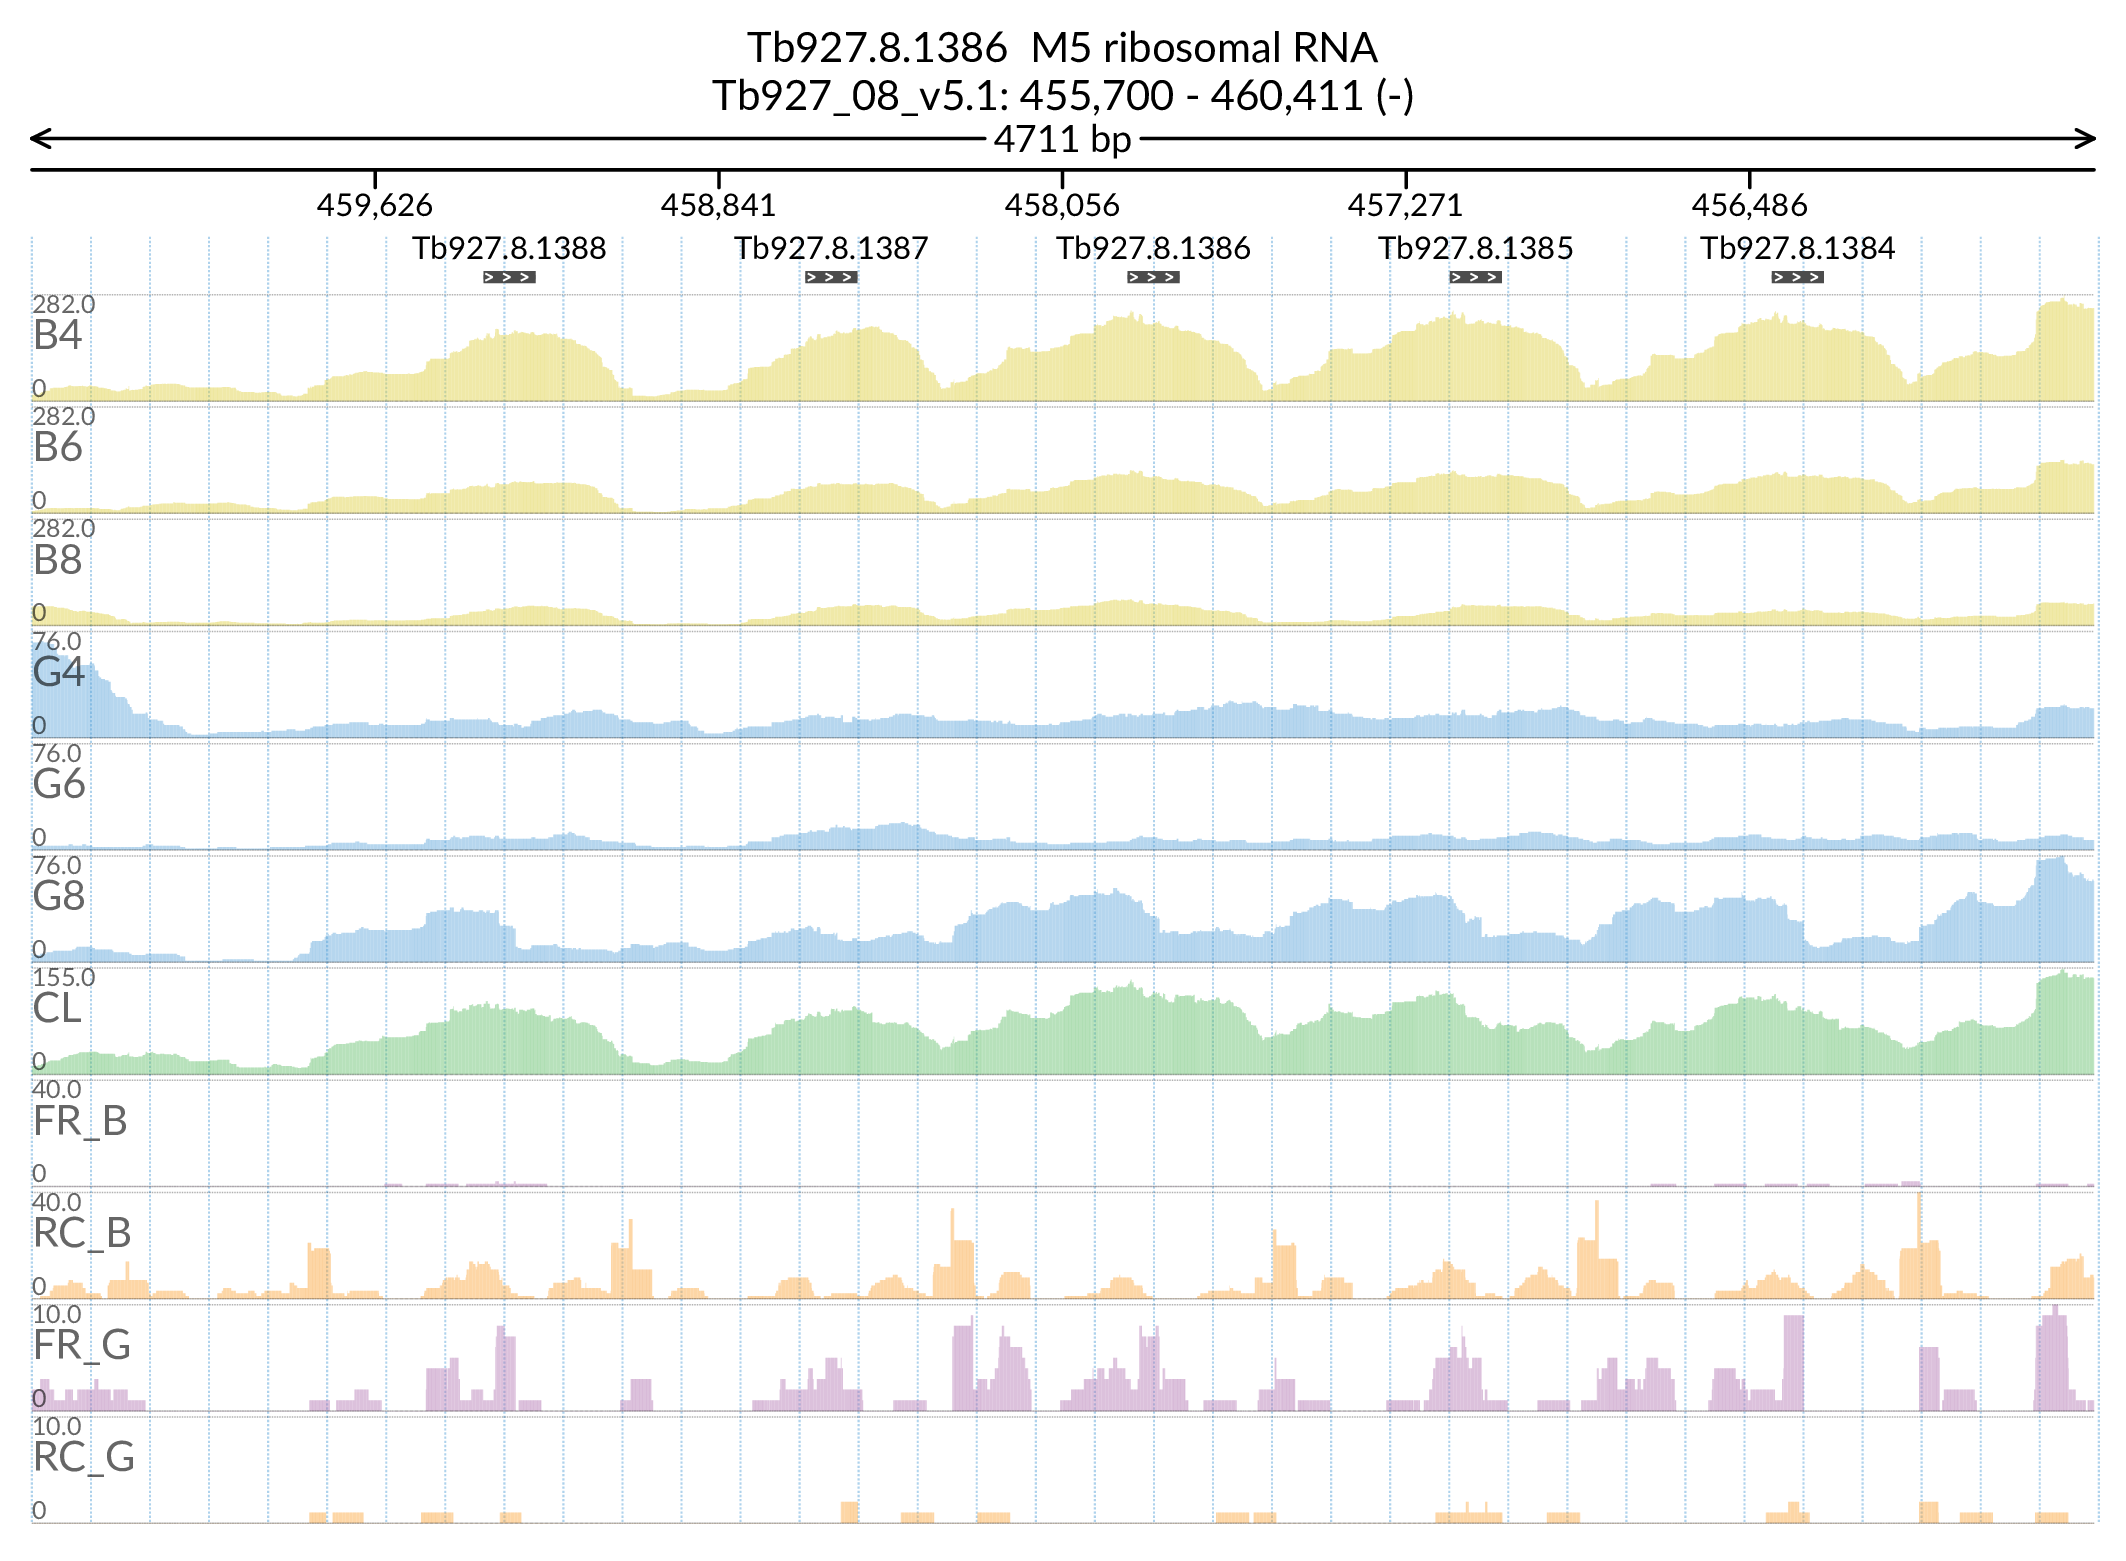 Tb927.8.1386 M5 ribosomal RNA
Tb927_08_v5.1: 455,700 - 460,411 (-)
4711 bp
459,626 458,841 458,056 457,271 456,486
Tb927.8.1388 Tb927.8.1387 Tb927.8.1386 Tb927.8.1385 Tb927.8.1384
> > > > > > > > > > > > > > >
282.0
B4
0
282.0
B6
0
282.0
B8
0
76.0
G4
0
76.0
G6
0
76.0
G8
0
155.0
CL
0
40.0
FR_B
0
40.0
RC_B
0
10.0
FR_G
0
10.0
RC_G
0